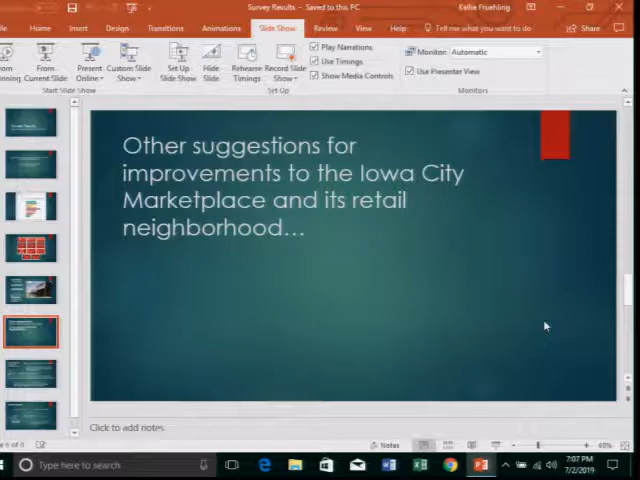 Survey Results - Saved to this PC
Kellie Fruehling
Home Insert Design Transitions Animations Slide Show Review View Help Tell me what you want to do Share
From From Present Custom Slide Set Up Hide Rehearse Record Slide
Current Slide Online Show Slide Show Slide Timings Show
Play Narrations
Use Timings
Show Media Controls
Monitor: Automatic
Use Presenter View
Start Slide Show Set Up Monitors
Other suggestions for
improvements to the Iowa City
Marketplace and its retail
neighborhood…
Click to add notes
Notes
Type here to search
7:07 PM
7/2/2019